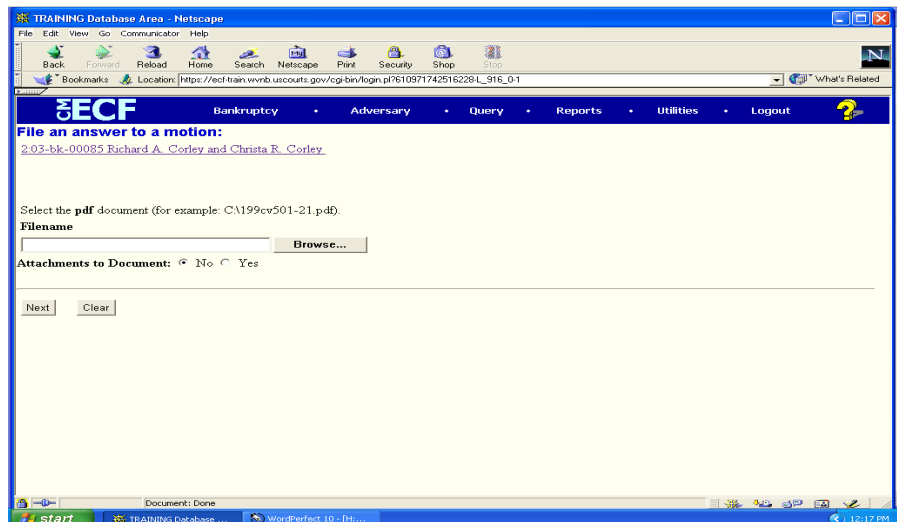 TRAINING Database Area - Netscape
File Edit View Go Communicator Help
Back Forward Reload Home Search Netscape Print Security Shop Stop
Bookmarks Location: https://ecf-train.wvnb.uscourts.gov/cgi-bin/login.pl?610971742516228-L_916_0-1 What's Related
CM ECF Bankruptcy • Adversary • Query • Reports • Utilities • Logout ?
File an answer to a motion:
2:03-bk-00085 Richard A. Corley and Christa R. Corley
Select the pdf document (for example: C:\199cv501-21.pdf).
Filename
Browse...
Attachments to Document: No Yes
Next Clear
Document: Done
start TRAINING Database ... WordPerfect 10 - [H:... 12:17 PM